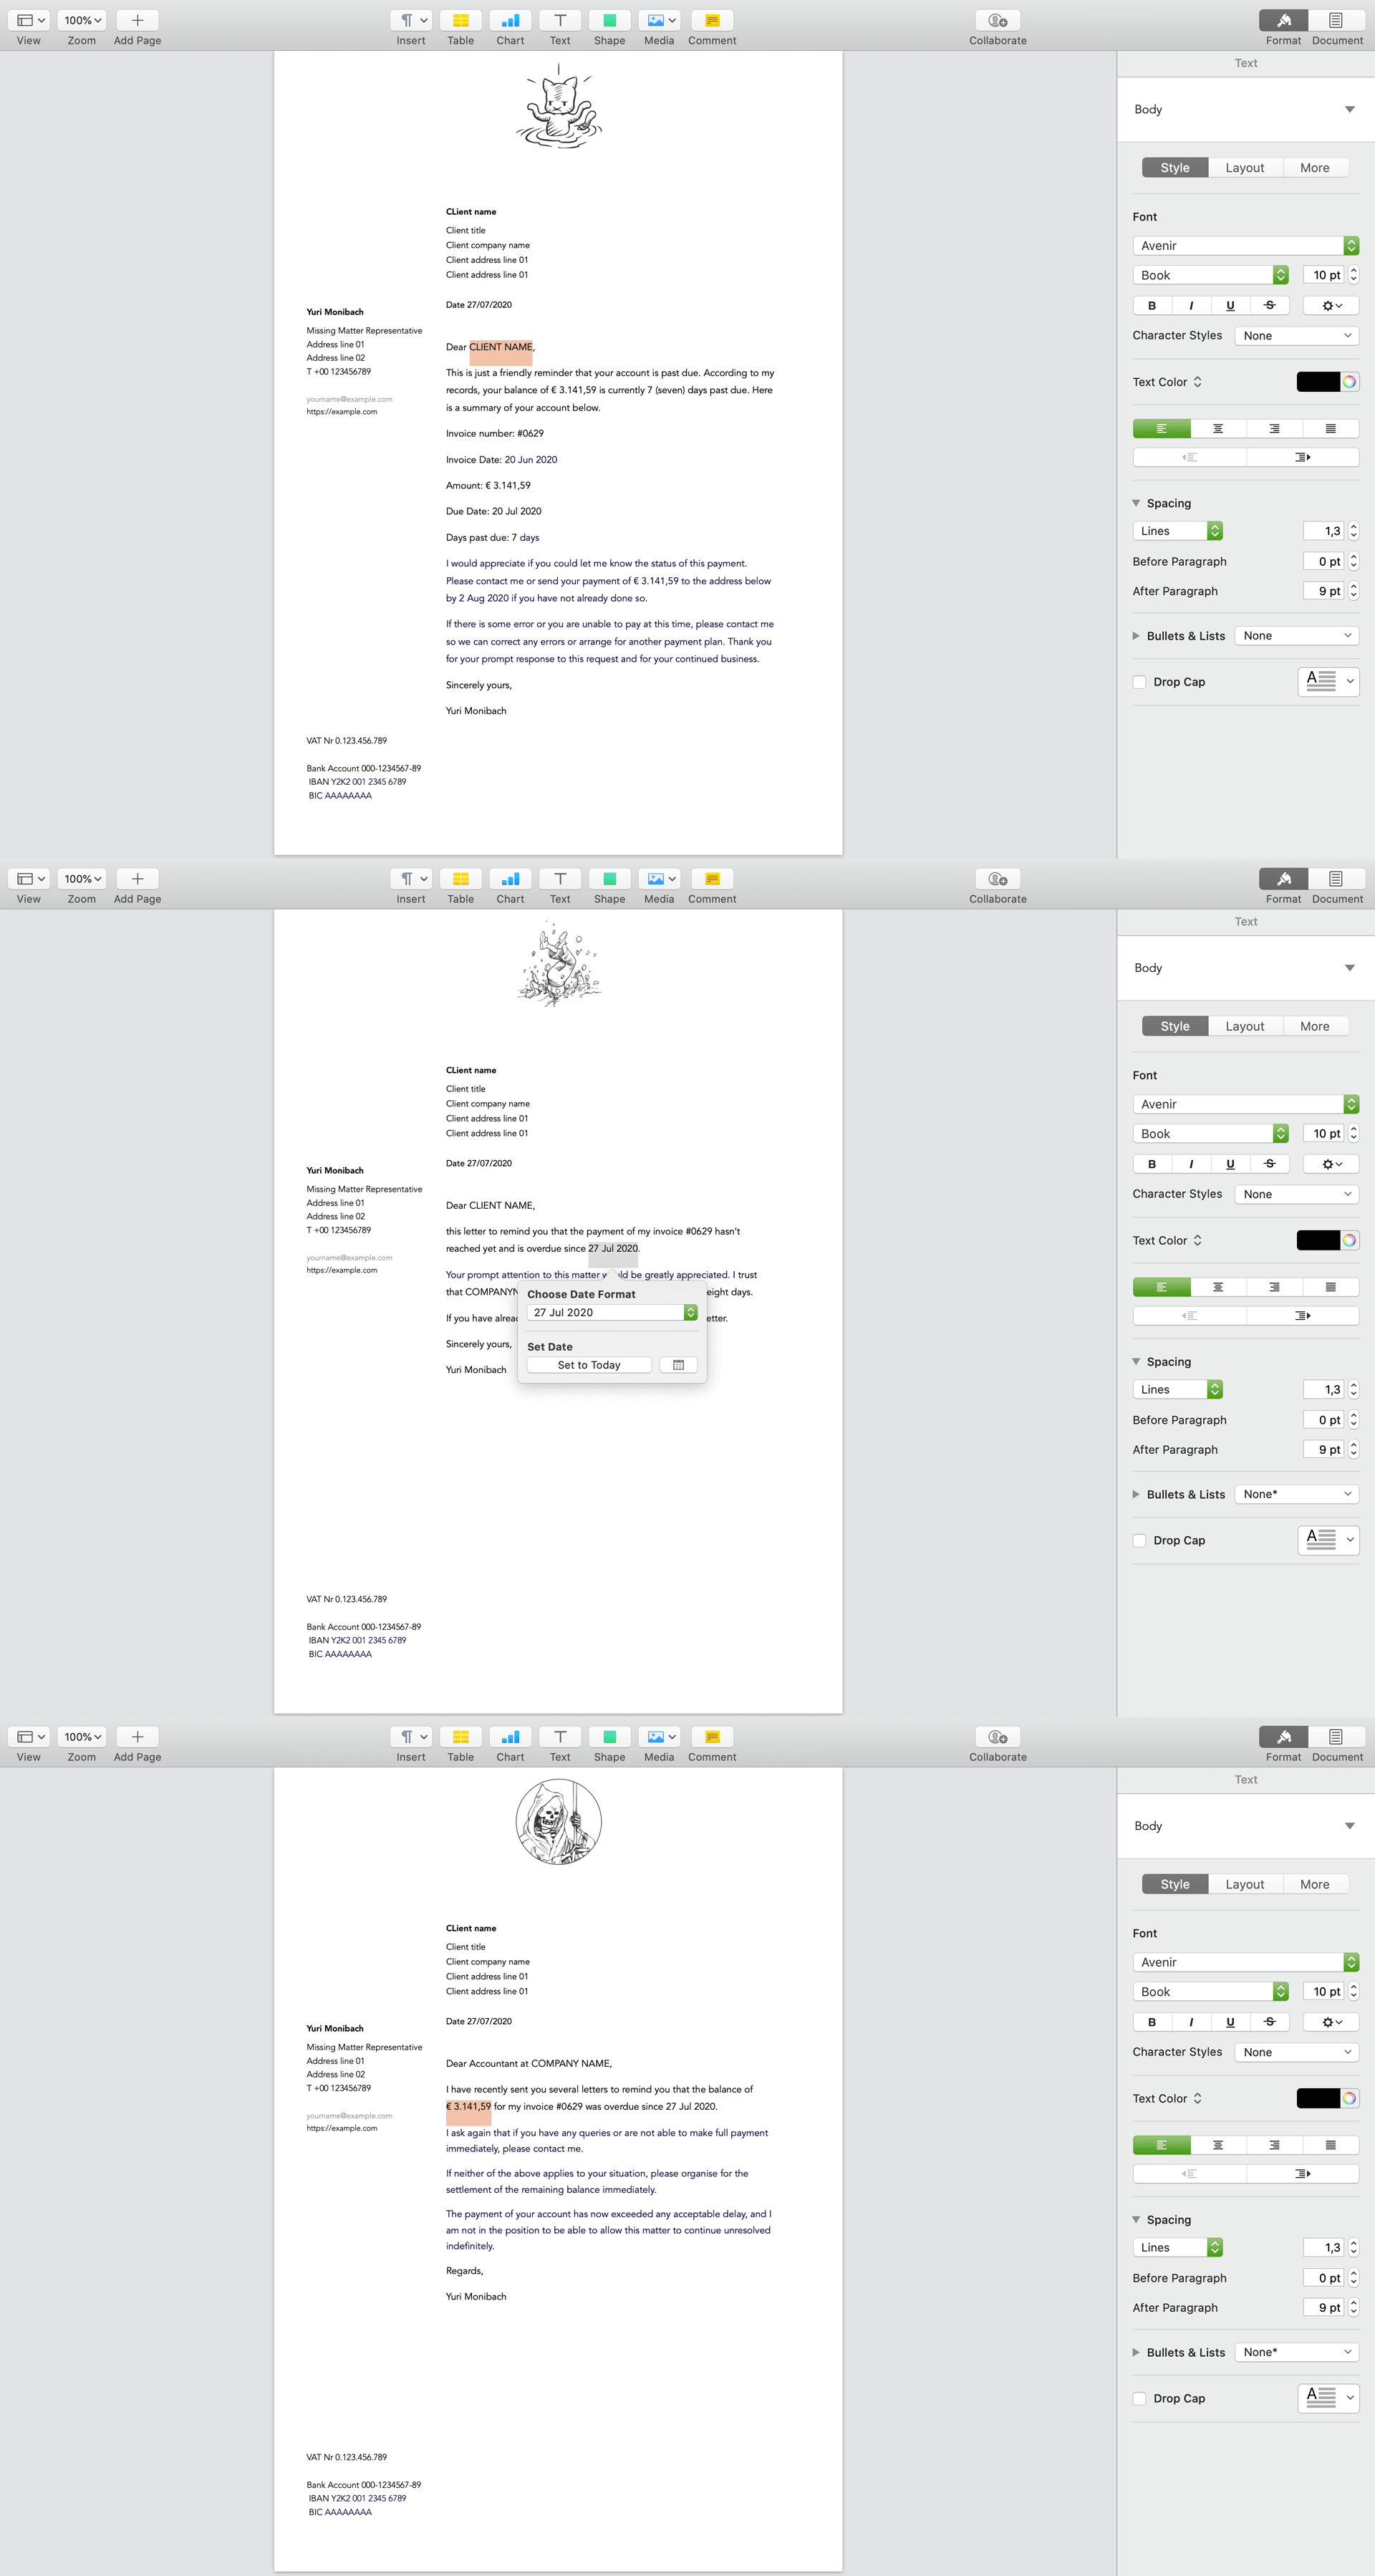 100%
View
Zoom
Add Page
Insert
Table
Chart
Text
Shape
Media
Comment
Collaborate
Format
Document
CLient name
Client title
Client company name
Client address line 01
Client address line 01
Date 27/07/2020
Yuri Monibach
Missing Matter Representative
Address line 01
Address line 02
T +00 123456789
yourname@example.com
https://example.com
Dear CLIENT NAME,
This is just a friendly reminder that your account is past due. According to my
records, your balance of € 3.141,59 is currently 7 (seven) days past due. Here
is a summary of your account below.
Invoice number: #0629
Invoice Date: 20 Jun 2020
Amount: € 3.141,59
Due Date: 20 Jul 2020
Days past due: 7 days
I would appreciate if you could let me know the status of this payment.
Please contact me or send your payment of € 3.141,59 to the address below
by 2 Aug 2020 if you have not already done so.
If there is some error or you are unable to pay at this time, please contact me
so we can correct any errors or arrange for another payment plan. Thank you
for your prompt response to this request and for your continued business.
Sincerely yours,
Yuri Monibach
VAT Nr 0.123.456.789
Bank Account 000-1234567-89
IBAN Y2K2 001 2345 6789
BIC AAAAAAAA
Text
Body
Style
Layout
More
Font
Avenir
Book
10 pt
B I U S
Character Styles
None
Text Color
Spacing
Lines
1,3
Before Paragraph
0 pt
After Paragraph
9 pt
Bullets & Lists
None
Drop Cap
A
100%
View
Zoom
Add Page
Insert
Table
Chart
Text
Shape
Media
Comment
Collaborate
Format
Document
CLient name
Client title
Client company name
Client address line 01
Client address line 01
Date 27/07/2020
Yuri Monibach
Missing Matter Representative
Address line 01
Address line 02
T +00 123456789
yourname@example.com
https://example.com
Dear CLIENT NAME,
this letter to remind you that the payment of my invoice #0629 hasn’t
reached yet and is overdue since 27 Jul 2020.
Your prompt attention to this matter would be greatly appreciated. I trust
that COMPANYN eight days.
If you have alread etter.
Sincerely yours,
Yuri Monibach
Choose Date Format
27 Jul 2020
Set Date
Set to Today
VAT Nr 0.123.456.789
Bank Account 000-1234567-89
IBAN Y2K2 001 2345 6789
BIC AAAAAAAA
Text
Body
Style
Layout
More
Font
Avenir
Book
10 pt
B I U S
Character Styles
None
Text Color
Spacing
Lines
1,3
Before Paragraph
0 pt
After Paragraph
9 pt
Bullets & Lists
None*
Drop Cap
A
100%
View
Zoom
Add Page
Insert
Table
Chart
Text
Shape
Media
Comment
Collaborate
Format
Document
CLient name
Client title
Client company name
Client address line 01
Client address line 01
Date 27/07/2020
Yuri Monibach
Missing Matter Representative
Address line 01
Address line 02
T +00 123456789
yourname@example.com
https://example.com
Dear Accountant at COMPANY NAME,
I have recently sent you several letters to remind you that the balance of
€ 3.141,59 for my invoice #0629 was overdue since 27 Jul 2020.
I ask again that if you have any queries or are not able to make full payment
immediately, please contact me.
If neither of the above applies to your situation, please organise for the
settlement of the remaining balance immediately.
The payment of your account has now exceeded any acceptable delay, and I
am not in the position to be able to allow this matter to continue unresolved
indefinitely.
Regards,
Yuri Monibach
VAT Nr 0.123.456.789
Bank Account 000-1234567-89
IBAN Y2K2 001 2345 6789
BIC AAAAAAAA
Text
Body
Style
Layout
More
Font
Avenir
Book
10 pt
B I U S
Character Styles
None
Text Color
Spacing
Lines
1,3
Before Paragraph
0 pt
After Paragraph
9 pt
Bullets & Lists
None*
Drop Cap
A